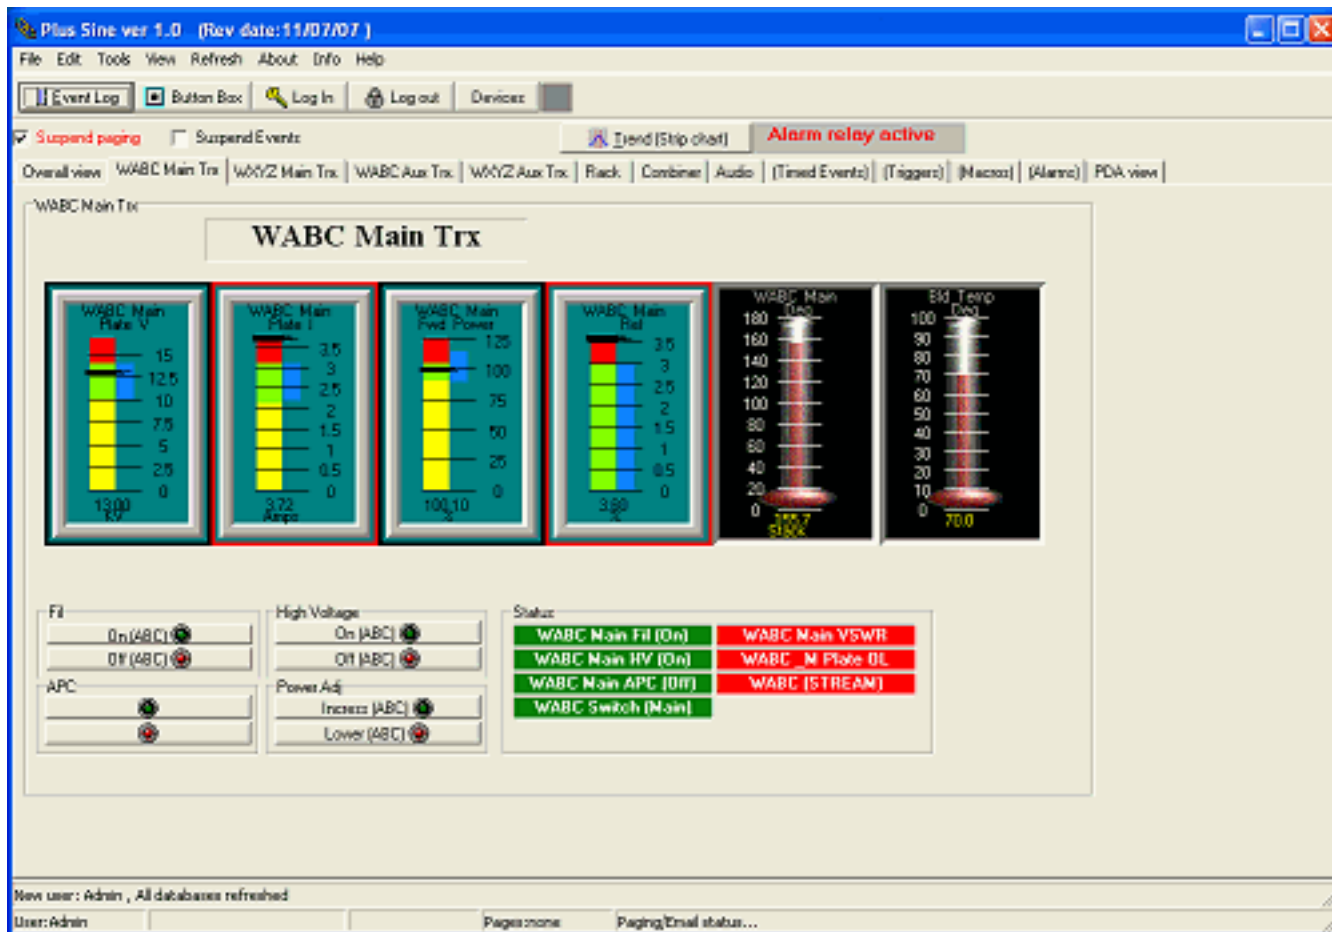 Plus Sine ver 1.0 (Rev date:11/07/07 )
File Edit Tools View Refresh About Info Help
Event Log Button Box Log In Log out Devices
Suspend paging Suspend Events Trend (Strip chart) Alarm relay active
Overall view WABC Main Trx WXYZ Main Trx WABC Aux Trx WXYZ Aux Trx Rack Combiner Audio (Timed Events) (Triggers) (Macros) (Alarms) PDA view
WABC Main Trx
WABC Main Trx
WABC Main
Plate V
15
12.5
10
7.5
5
2.5
0
13.00
KV
WABC Main
Plate I
3.5
3
2.5
2
1.5
1
0.5
0
3.72
Amps
WABC Main
Fwd Power
125
100
75
50
25
0
100.10
%
WABC Main
Ref
3.5
3
2.5
2
1.5
1
0.5
0
%
WABC Main
Deg
180
160
140
120
100
80
60
40
20
0
Stack
Bld Temp
Deg
100
90
80
70
60
50
40
30
20
10
0
70.0
Fil
On (ABC)
Off (ABC)
High Voltage
On (ABC)
Off (ABC)
APC
Power Adj
Incress (ABC)
Lower (ABC)
Status
WABC Main Fil (On)
WABC Main HV (On)
WABC Main APC (Off)
WABC Switch (Main)
WABC Main VSWR
WABC _M Plate OL
WABC (STREAM)
New user: Admin , All databases refreshed
User:Admin Pages:none Paging/Email status...